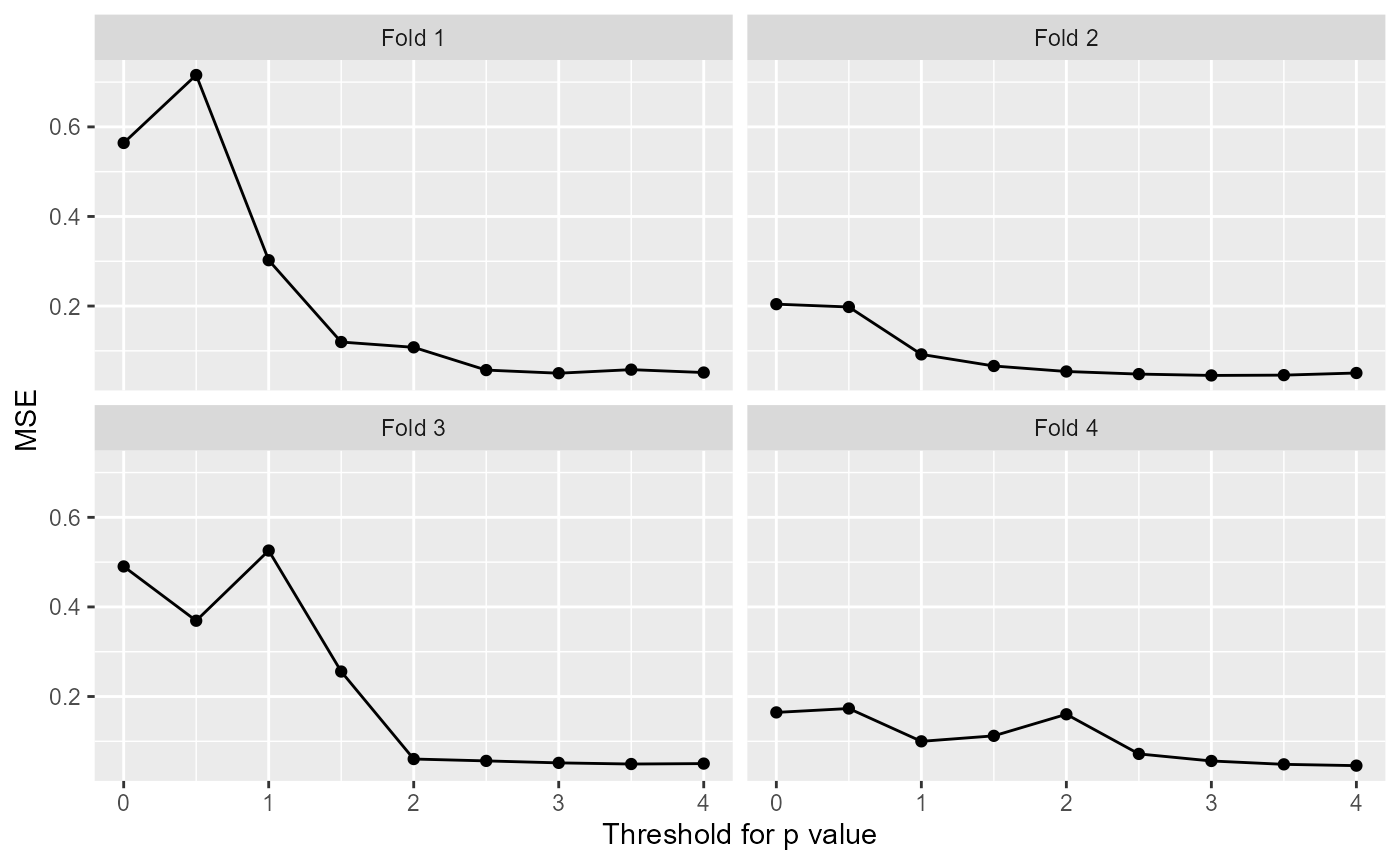 Fold 1
Fold 2
0.6
0.4
0.2
MSE
Fold 3
Fold 4
0.6
0.4
0.2
0 1 2 3 4
0 1 2 3 4
Threshold for p value